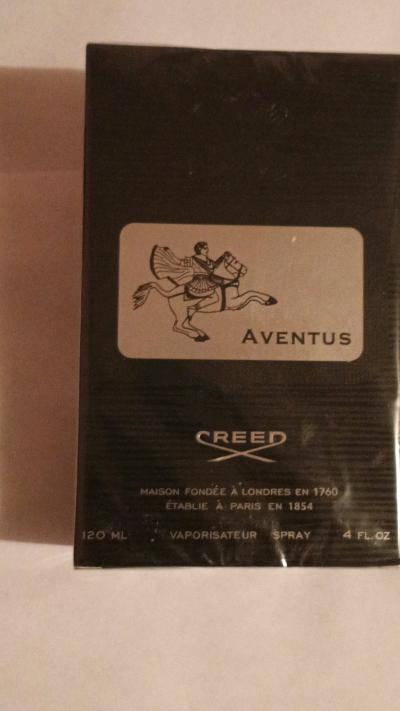 AVENTUS
CREED
MAISON FONDÉE À LONDRES EN 1760
ÉTABLIE À PARIS EN 1854
120 ML VAPORISATEUR SPRAY 4 FL.OZ